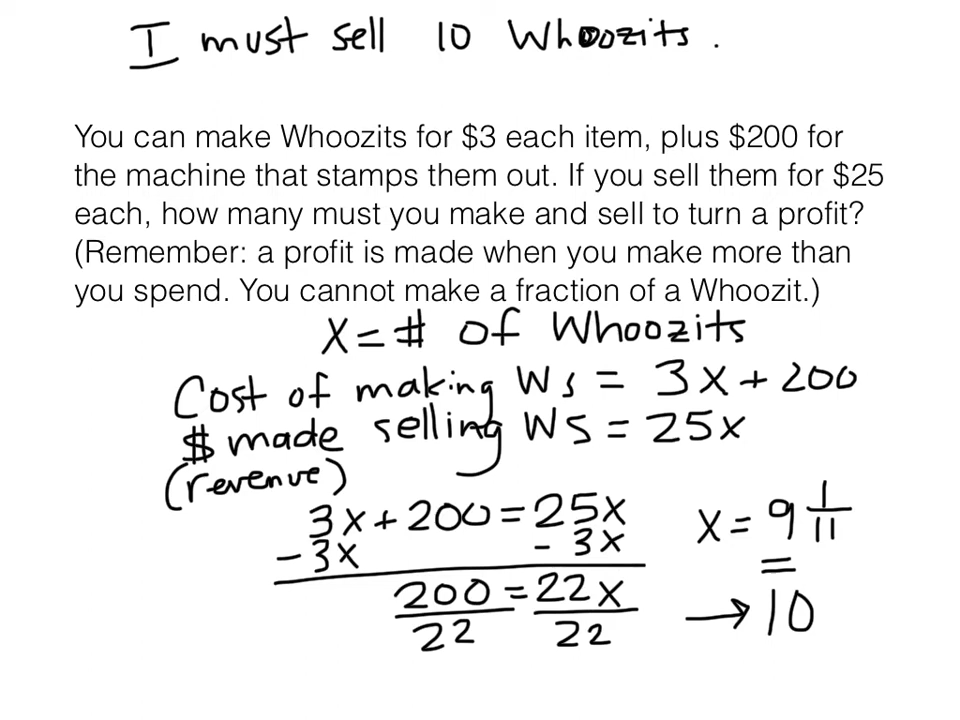 I must sell 10 Whoozits.
You can make Whoozits for $3 each item, plus $200 for
the machine that stamps them out. If you sell them for $25
each, how many must you make and sell to turn a profit?
(Remember: a profit is made when you make more than
you spend. You cannot make a fraction of a Whoozit.)
X = # of Whoozits
Cost of making Ws = 3x + 200
$ made selling Ws = 25x
(revenue)
3x + 200 = 25x
- 3x - 3x
200 = 22x
22 22
x = 9 1/11
=
→ 10